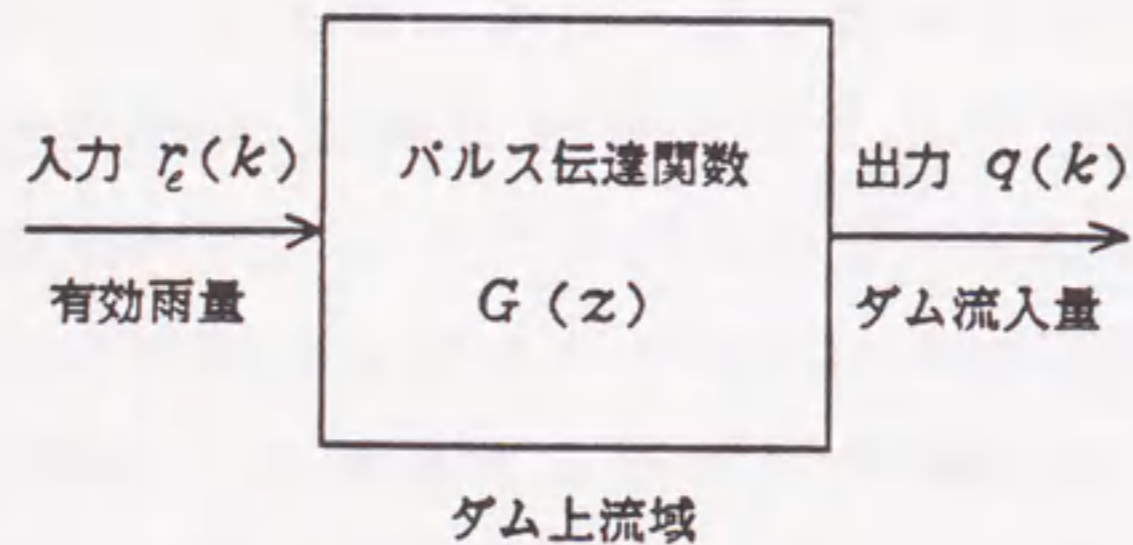 入力 r_e(k)
有効雨量
パルス伝達関数
G(z)
出力 q(k)
ダム流入量
ダム上流域